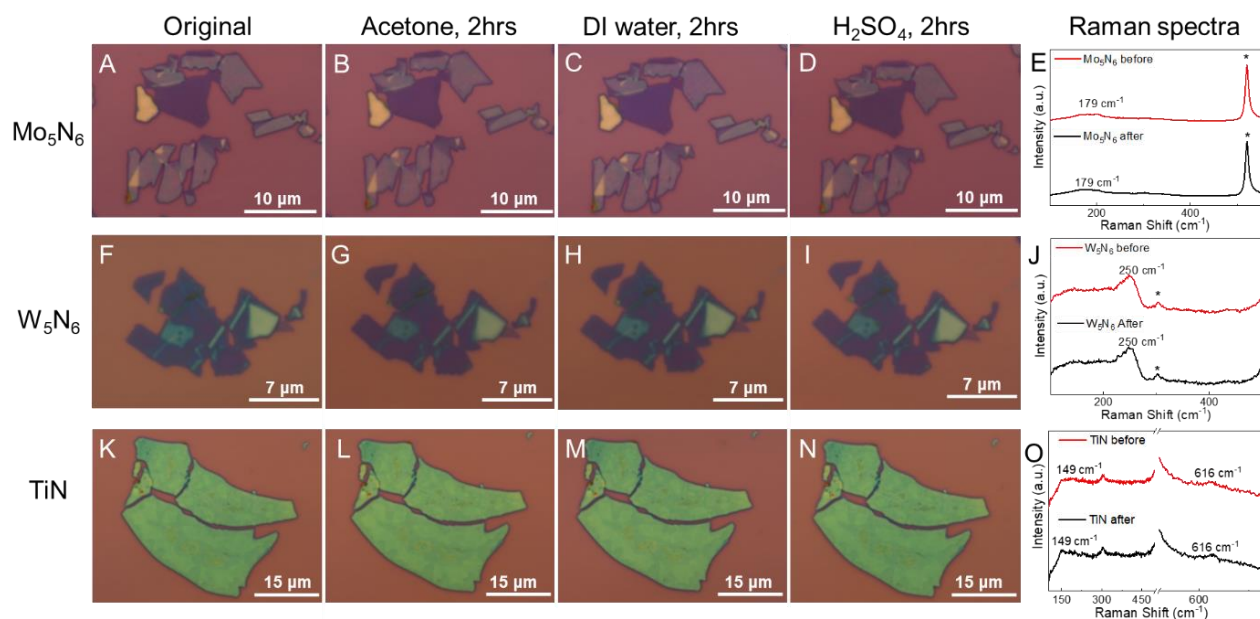 Original
Acetone, 2hrs
DI water, 2hrs
H₂SO₄, 2hrs
Raman spectra
Mo₅N₆
A
10 µm
B
10 µm
C
10 µm
D
10 µm
E
Intensity (a.u.)
Mo₅N₆ before
*
179 cm⁻¹
Mo₅N₆ after
*
179 cm⁻¹
200 400
Raman Shift (cm⁻¹)
W₅N₆
F
7 µm
G
7 µm
H
7 µm
I
7 µm
J
Intensity (a.u.)
W₅N₆ before
250 cm⁻¹
*
W₅N₆ After
250 cm⁻¹
*
200 400
Raman Shift (cm⁻¹)
TiN
K
15 µm
L
15 µm
M
15 µm
N
15 µm
O
Intensity (a.u.)
TiN before
149 cm⁻¹ 616 cm⁻¹
TiN after
149 cm⁻¹ 616 cm⁻¹
150 300 450 600
Raman Shift (cm⁻¹)